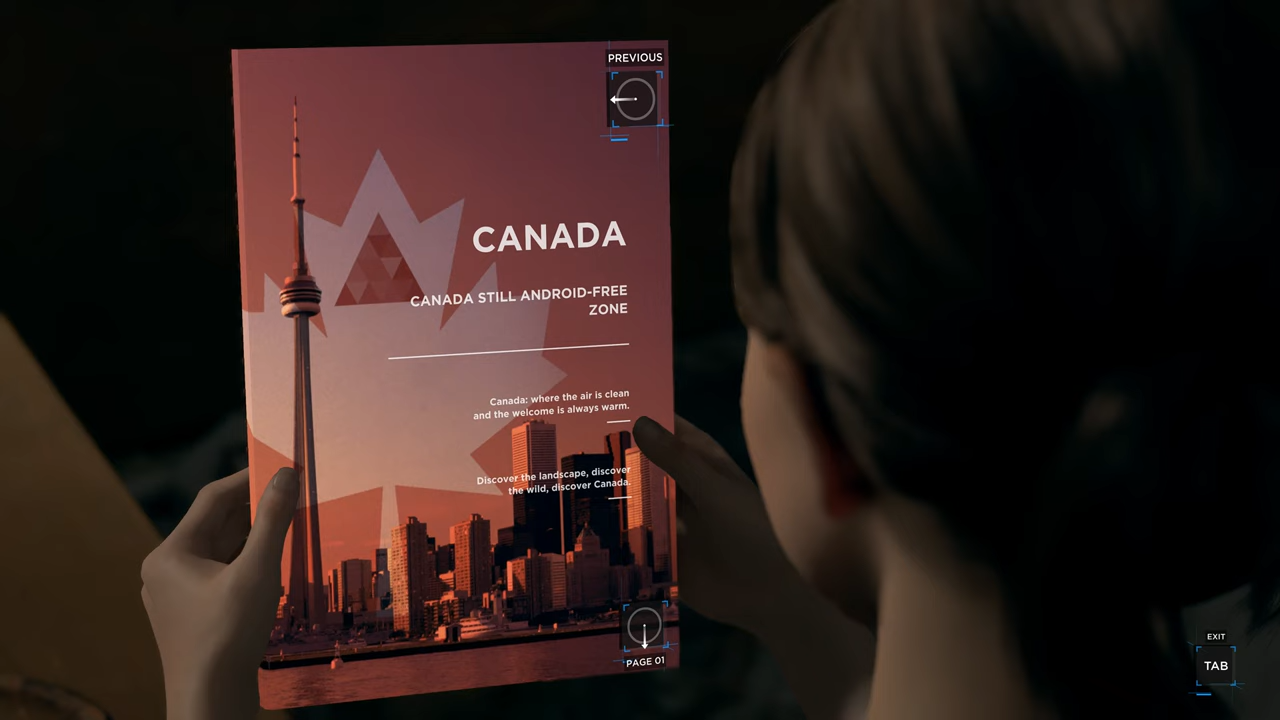 PREVIOUS
CANADA
CANADA STILL ANDROID-FREE
ZONE
Canada: where the air is clean
and the welcome is always warm.
Discover the landscape, discover
the wild, discover Canada.
PAGE 01
EXIT
TAB